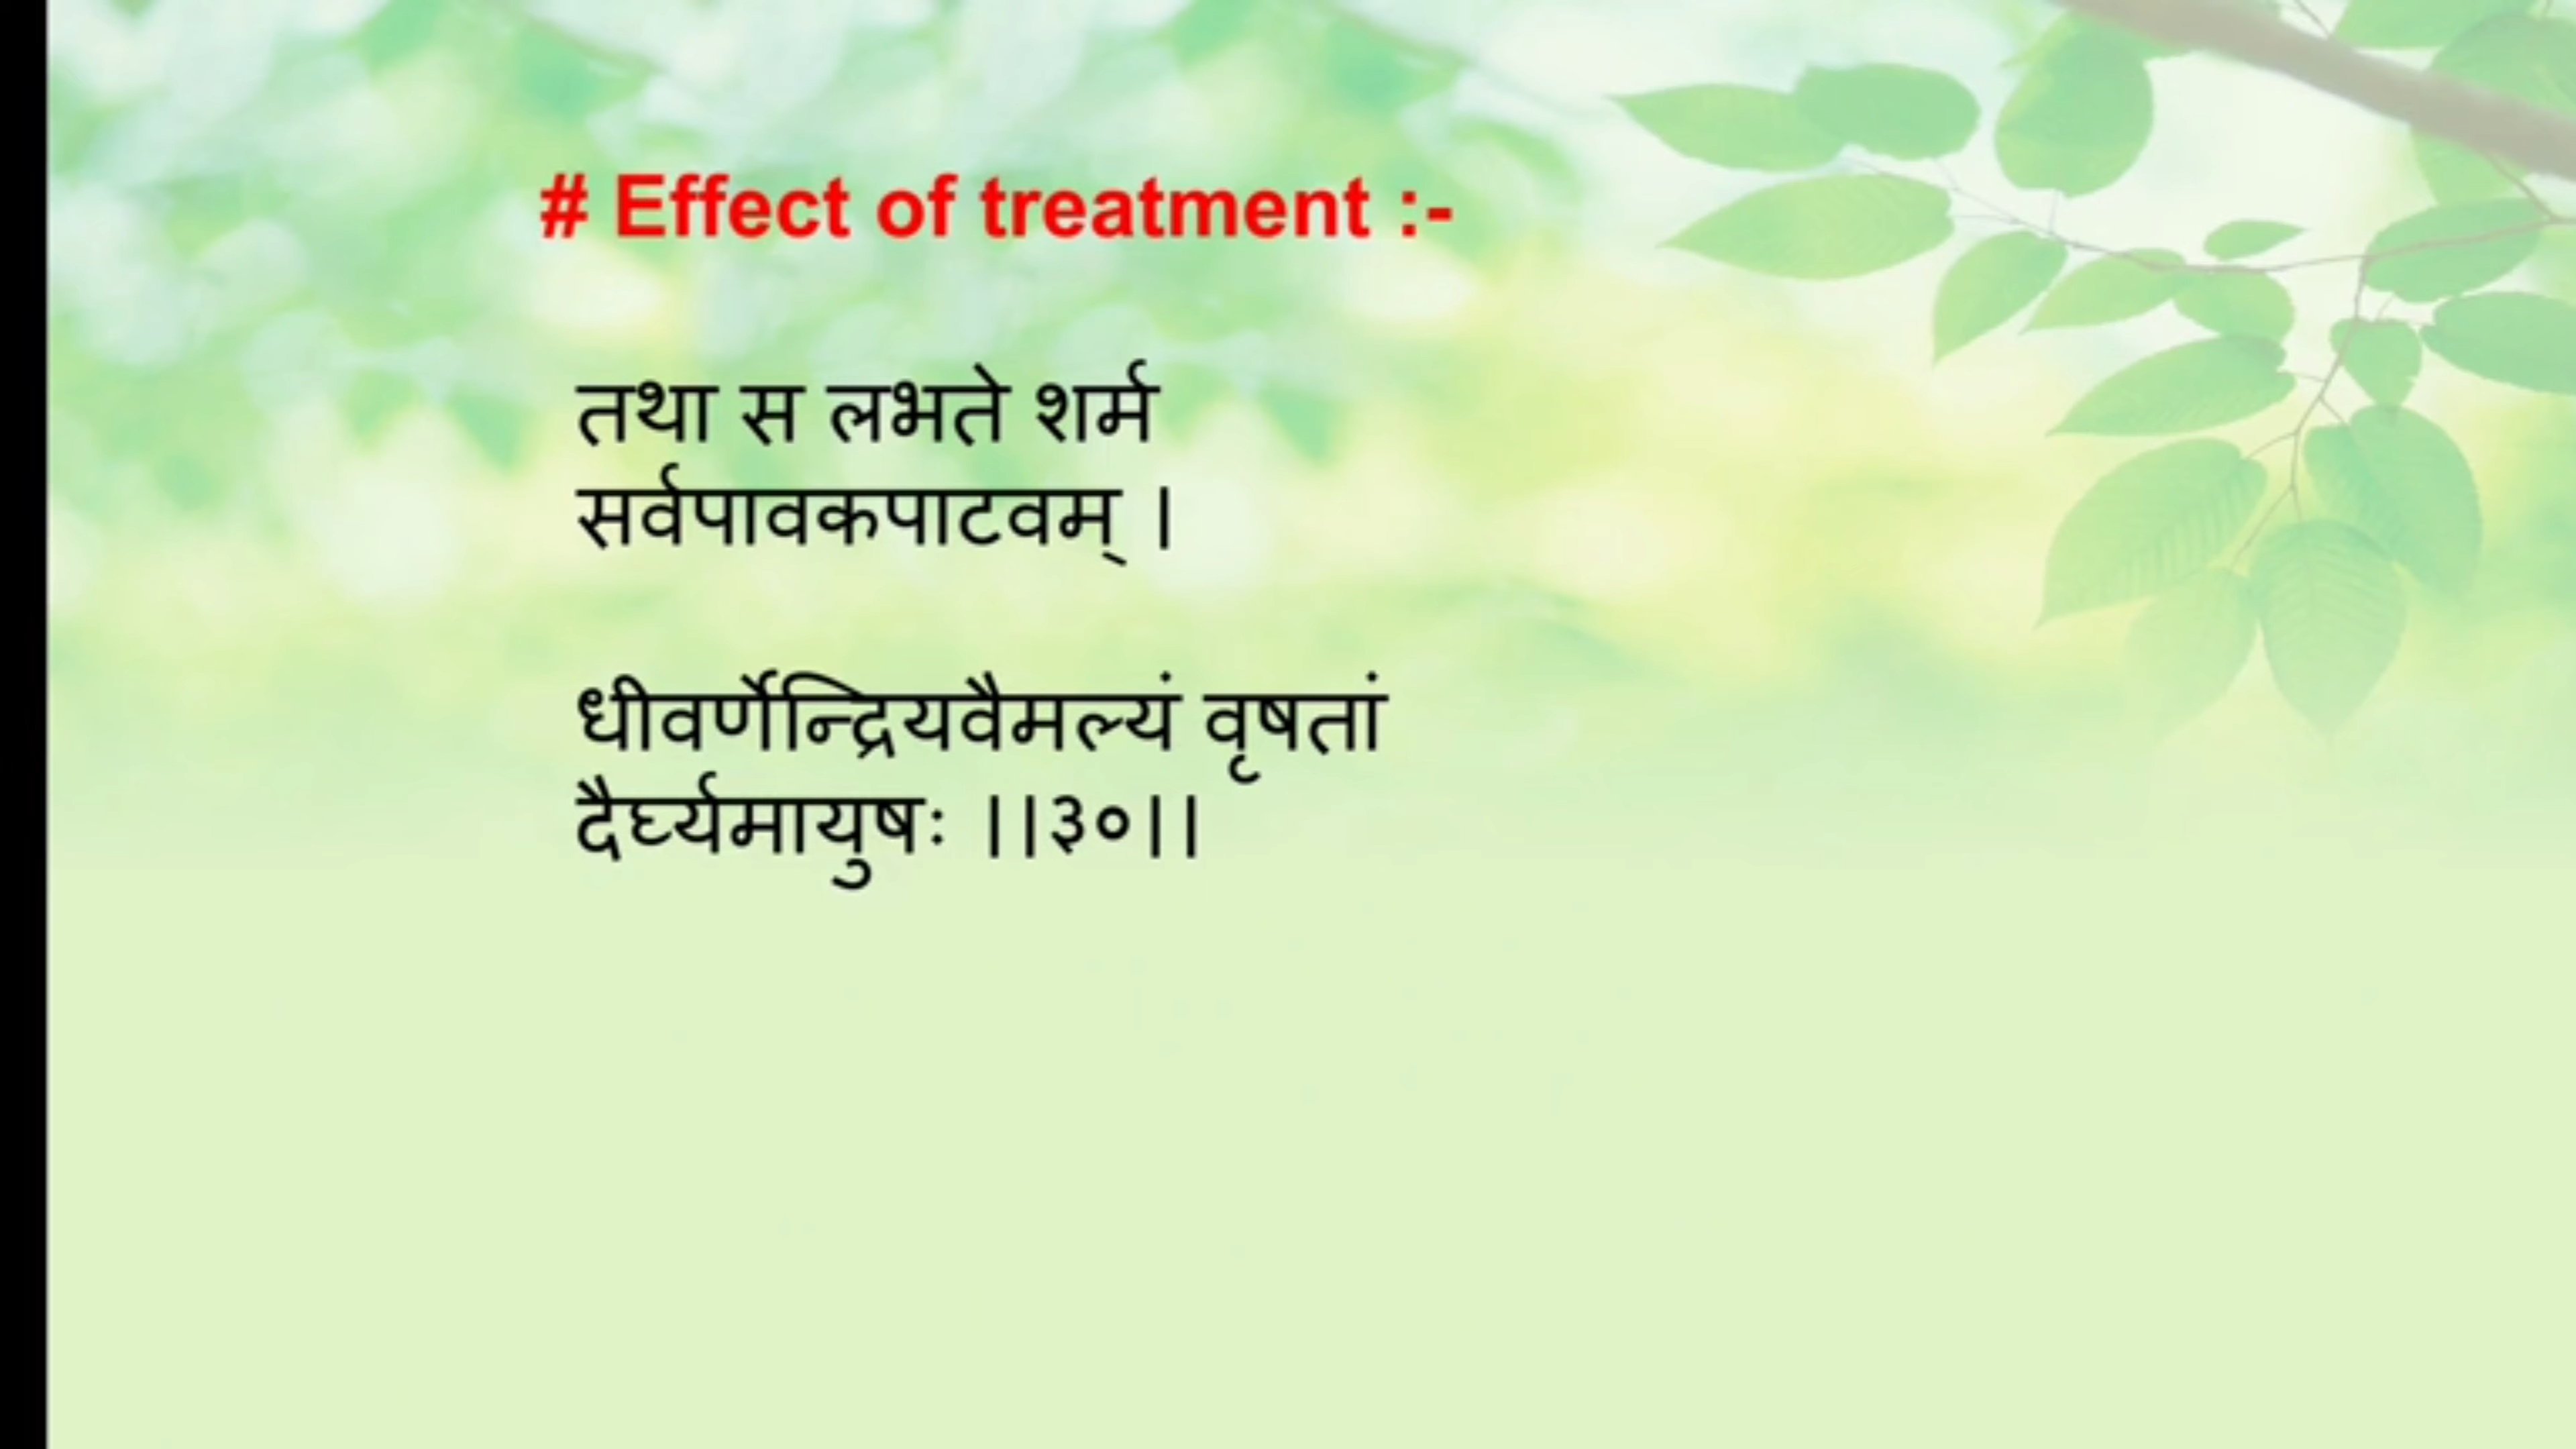 # Effect of treatment :-
तथा स लभते शर्म
सर्वपावकपाटवम् ।
धीवर्णेन्द्रियवैमल्यं वृषतां
दैर्घ्यमायुषः ।।३०।।